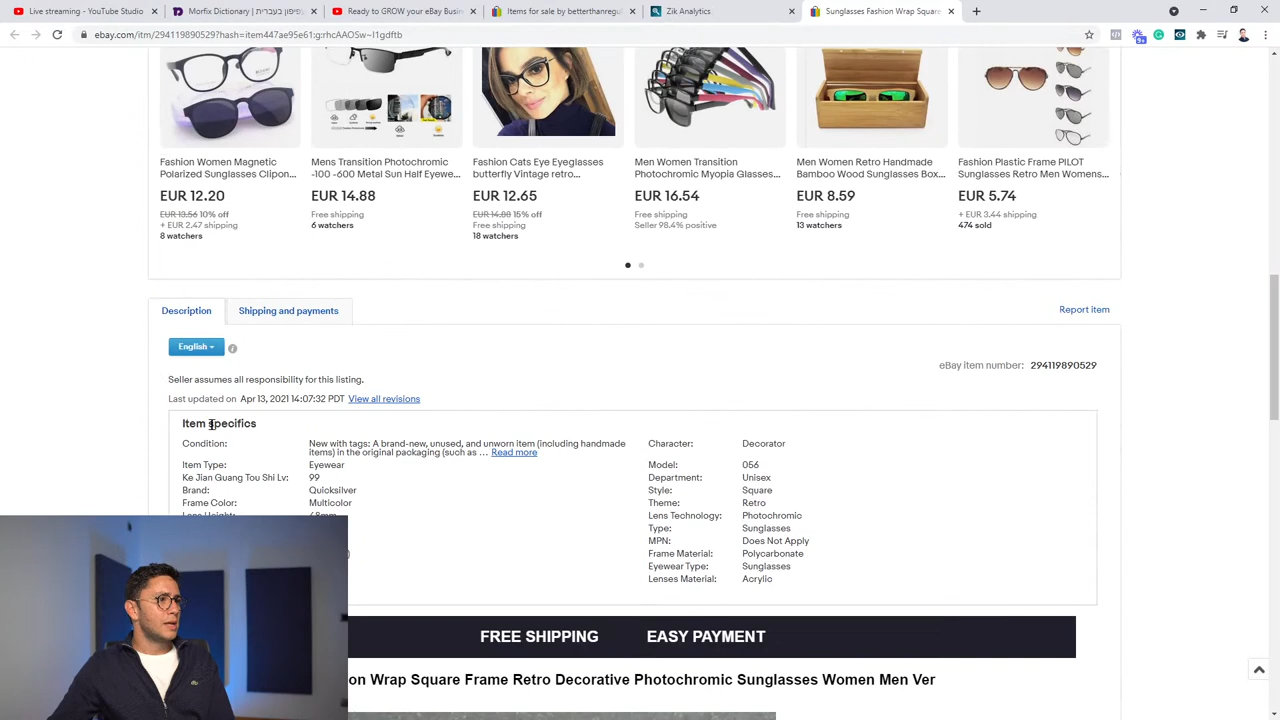 Live streaming - YouTube Studio
Morfix Dictionary | מורפיקס
Ready to GROW your eBay Busin
Items for sale by betterthanregul
Zik Analytics
Sunglasses Fashion Wrap Square
ebay.com/itm/294119890529?hash=item447ae95e61:g:rhcAAOSw~I1gdftb
9+
Fashion Women Magnetic
Polarized Sunglasses Clipon...
EUR 12.20
EUR 13.56 10% off
+ EUR 2.47 shipping
8 watchers
Mens Transition Photochromic
-100 -600 Metal Sun Half Eyewe...
EUR 14.88
Free shipping
6 watchers
Fashion Cats Eye Eyeglasses
butterfly Vintage retro...
EUR 12.65
EUR 14.88 15% off
Free shipping
18 watchers
Men Women Transition
Photochromic Myopia Glasses...
EUR 16.54
Free shipping
Seller 98.4% positive
Men Women Retro Handmade
Bamboo Wood Sunglasses Box...
EUR 8.59
Free shipping
13 watchers
Fashion Plastic Frame PILOT
Sunglasses Retro Men Womens...
EUR 5.74
+ EUR 3.44 shipping
474 sold
Description
Shipping and payments
Report item
English
eBay item number: 294119890529
Seller assumes all responsibility for this listing.
Last updated on Apr 13, 2021 14:07:32 PDT View all revisions
Item specifics
Condition: New with tags: A brand-new, unused, and unworn item (including handmade
items) in the original packaging (such as ... Read more
Item Type: Eyewear
Ke Jian Guang Tou Shi Lv: 99
Brand: Quicksilver
Frame Color: Multicolor
Character: Decorator
Model: 056
Department: Unisex
Style: Square
Theme: Retro
Lens Technology: Photochromic
Type: Sunglasses
MPN: Does Not Apply
Frame Material: Polycarbonate
Eyewear Type: Sunglasses
Lenses Material: Acrylic
FREE SHIPPING EASY PAYMENT
on Wrap Square Frame Retro Decorative Photochromic Sunglasses Women Men Ver